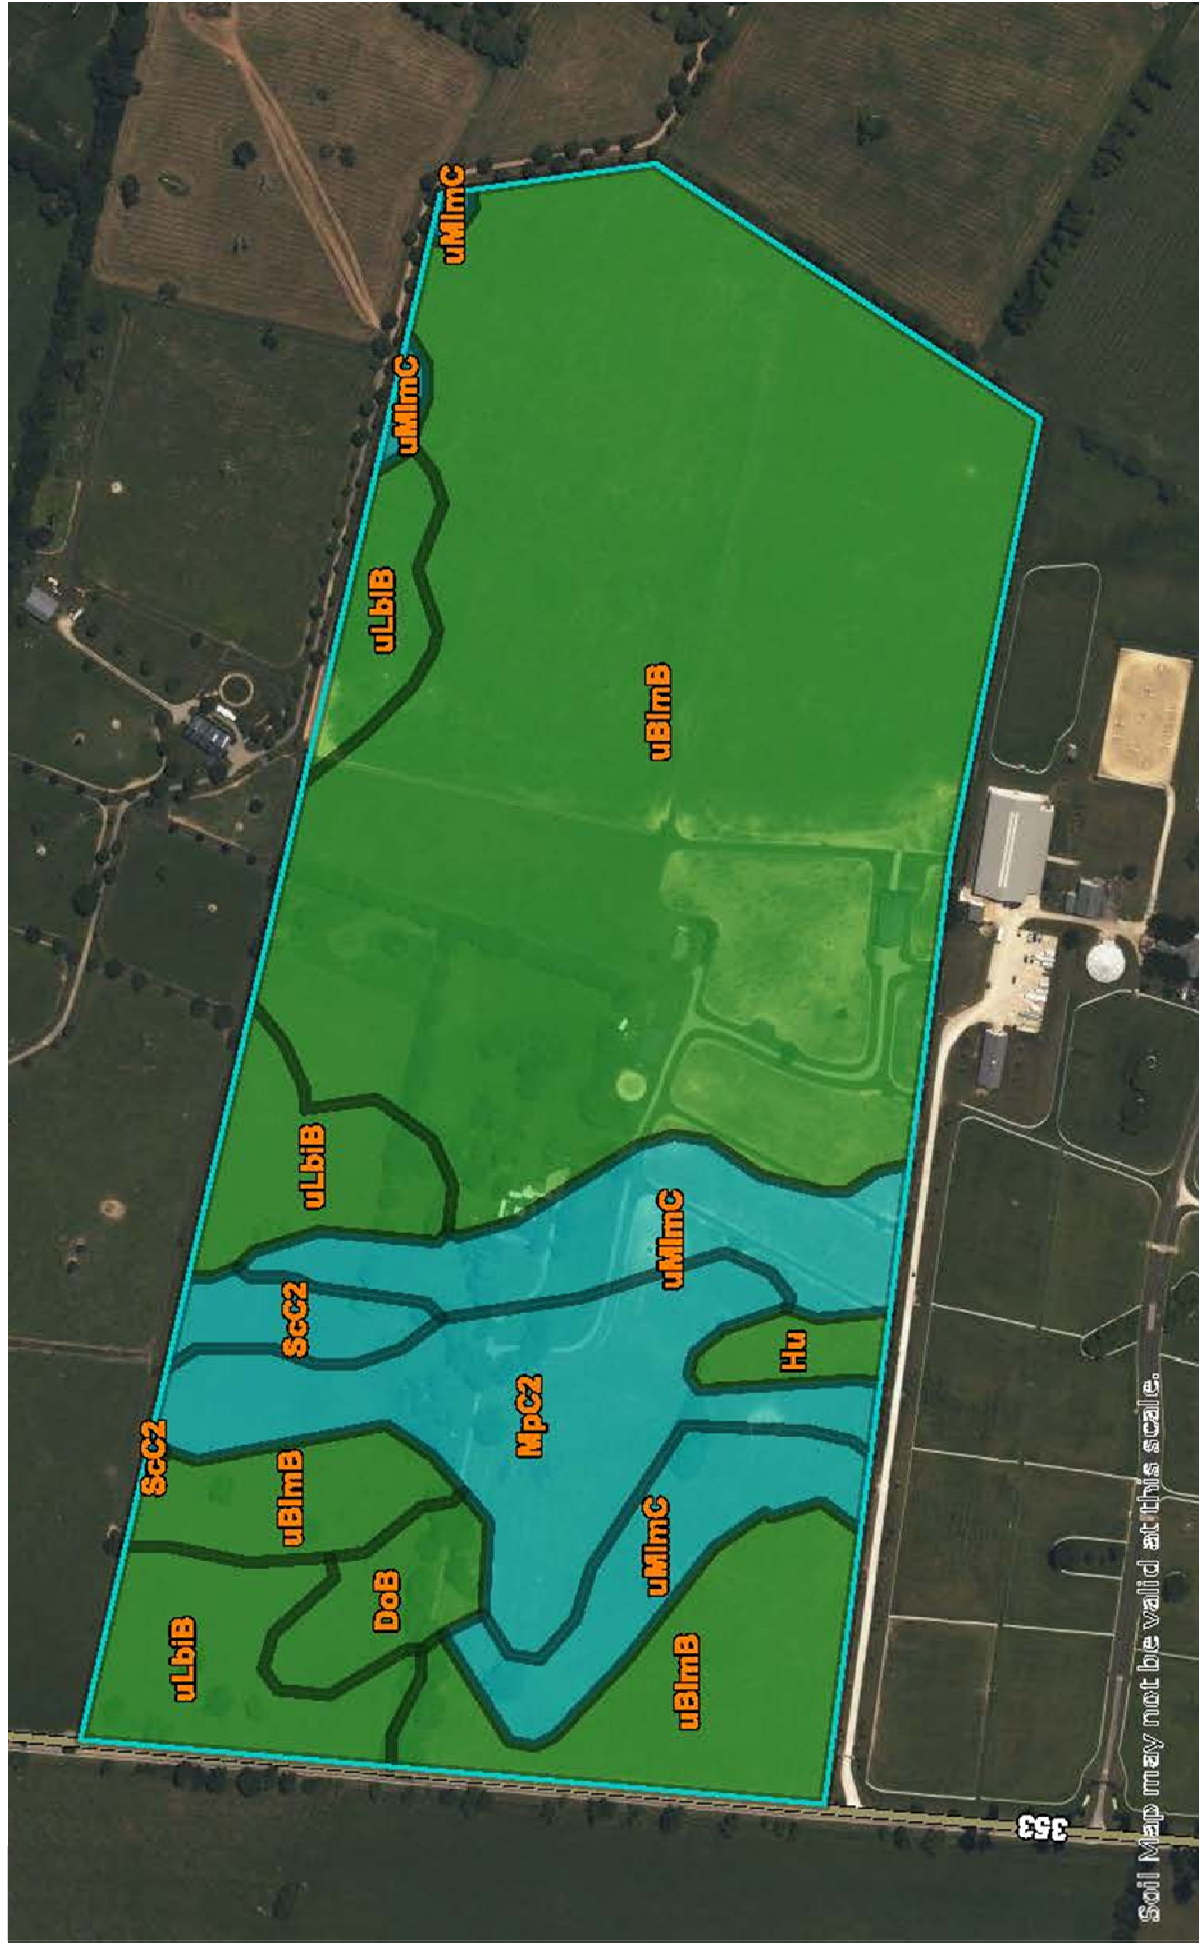 ScC2
uLbiB
uBlmB
ScC2
uLbiB
uLbiB
DoB
uMlmC
uMlmC
MpC2
uMlmC
uBlmB
uMlmC
uBlmB
Hu
353
Soil Map may not be valid at this scale.